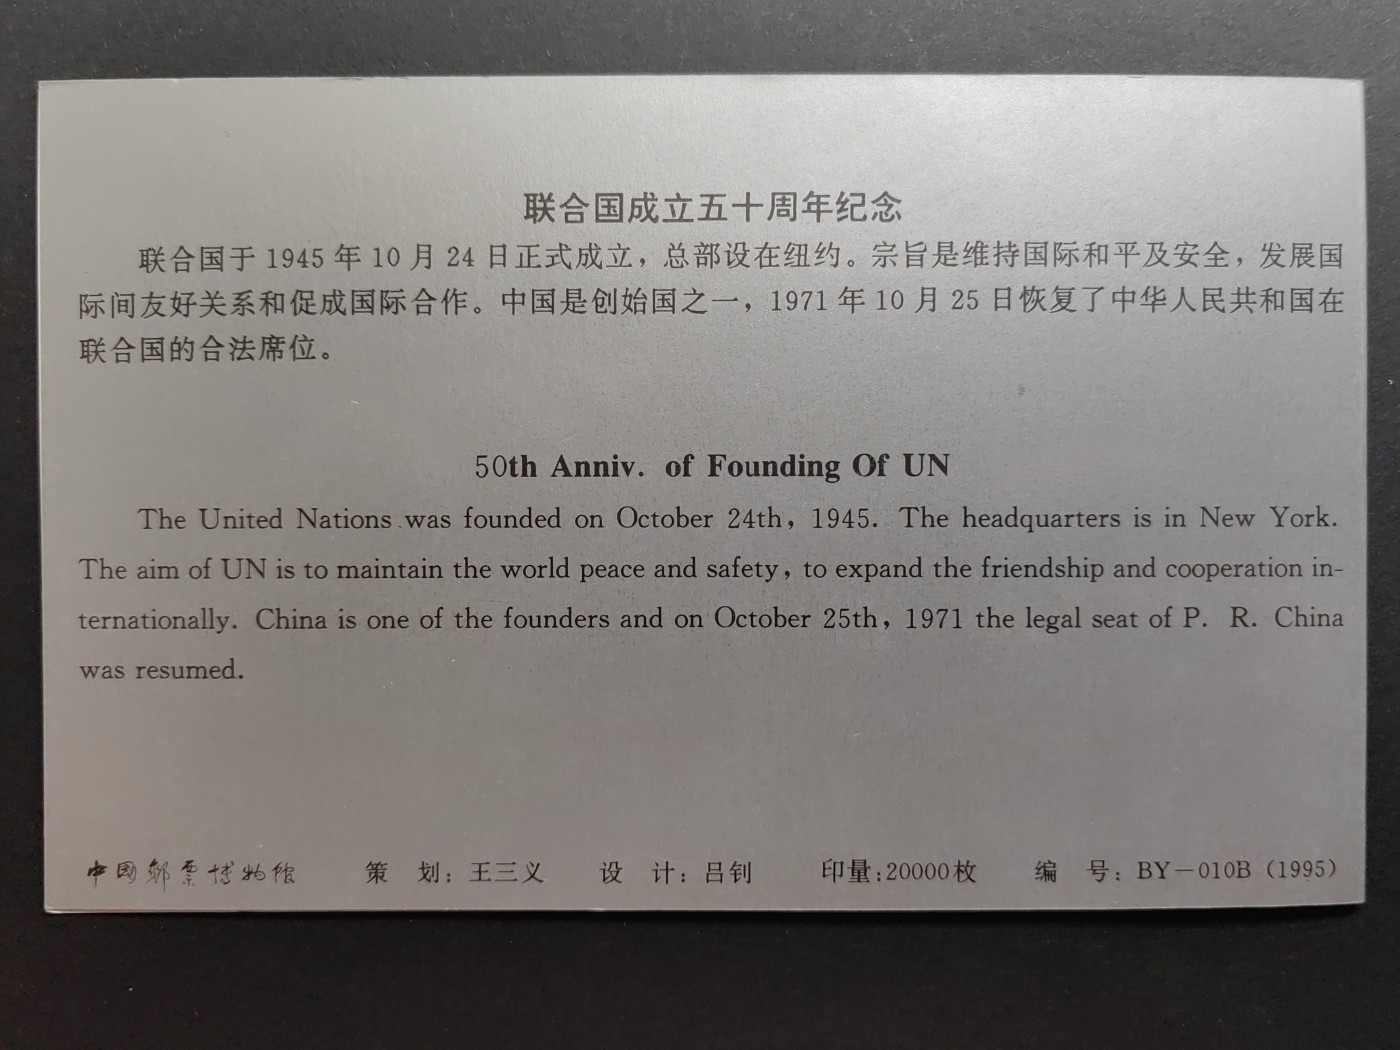 联合国成立五十周年纪念
联合国于 1945 年 10 月 24 日正式成立，总部设在纽约。宗旨是维持国际和平及安全，发展国
际间友好关系和促成国际合作。中国是创始国之一，1971 年 10 月 25 日恢复了中华人民共和国在
联合国的合法席位。
50th Anniv. of Founding Of UN
The United Nations was founded on October 24th, 1945. The headquarters is in New York.
The aim of UN is to maintain the world peace and safety, to expand the friendship and cooperation in-
ternationally. China is one of the founders and on October 25th, 1971 the legal seat of P. R. China
was resumed.
中国邮票博物馆 策 划：王三义 设 计：吕钊 印量：20000枚 编 号：BY－010B（1995）